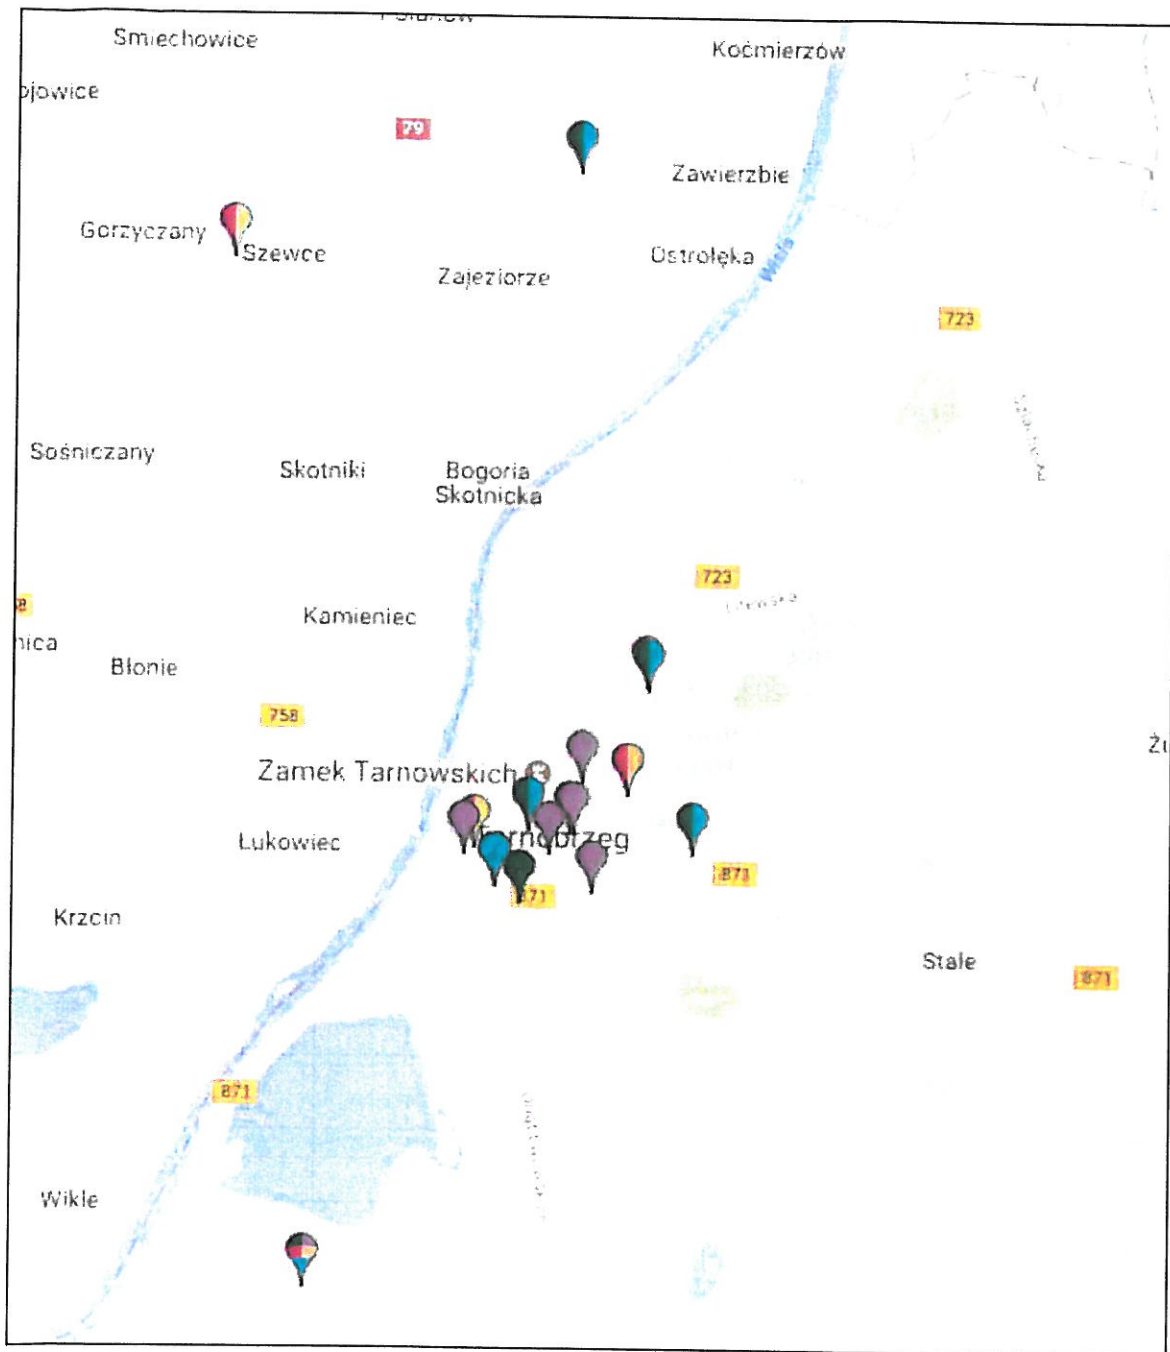 Smiechowice
Koćmierzów
ojowice
79
Zawierzbie
Gorzyczany
Szewce
Ostrołęka
Wisła
Zajeziorze
723
Sośniczany
Skotniki
Bogoria
Skotnicka
723
Kamieniec
nica
Błonie
758
Zamek Tarnowskich
Tarnobrzeg
Łukowiec
871
871
Krzcin
Stale
871
871
Wikle